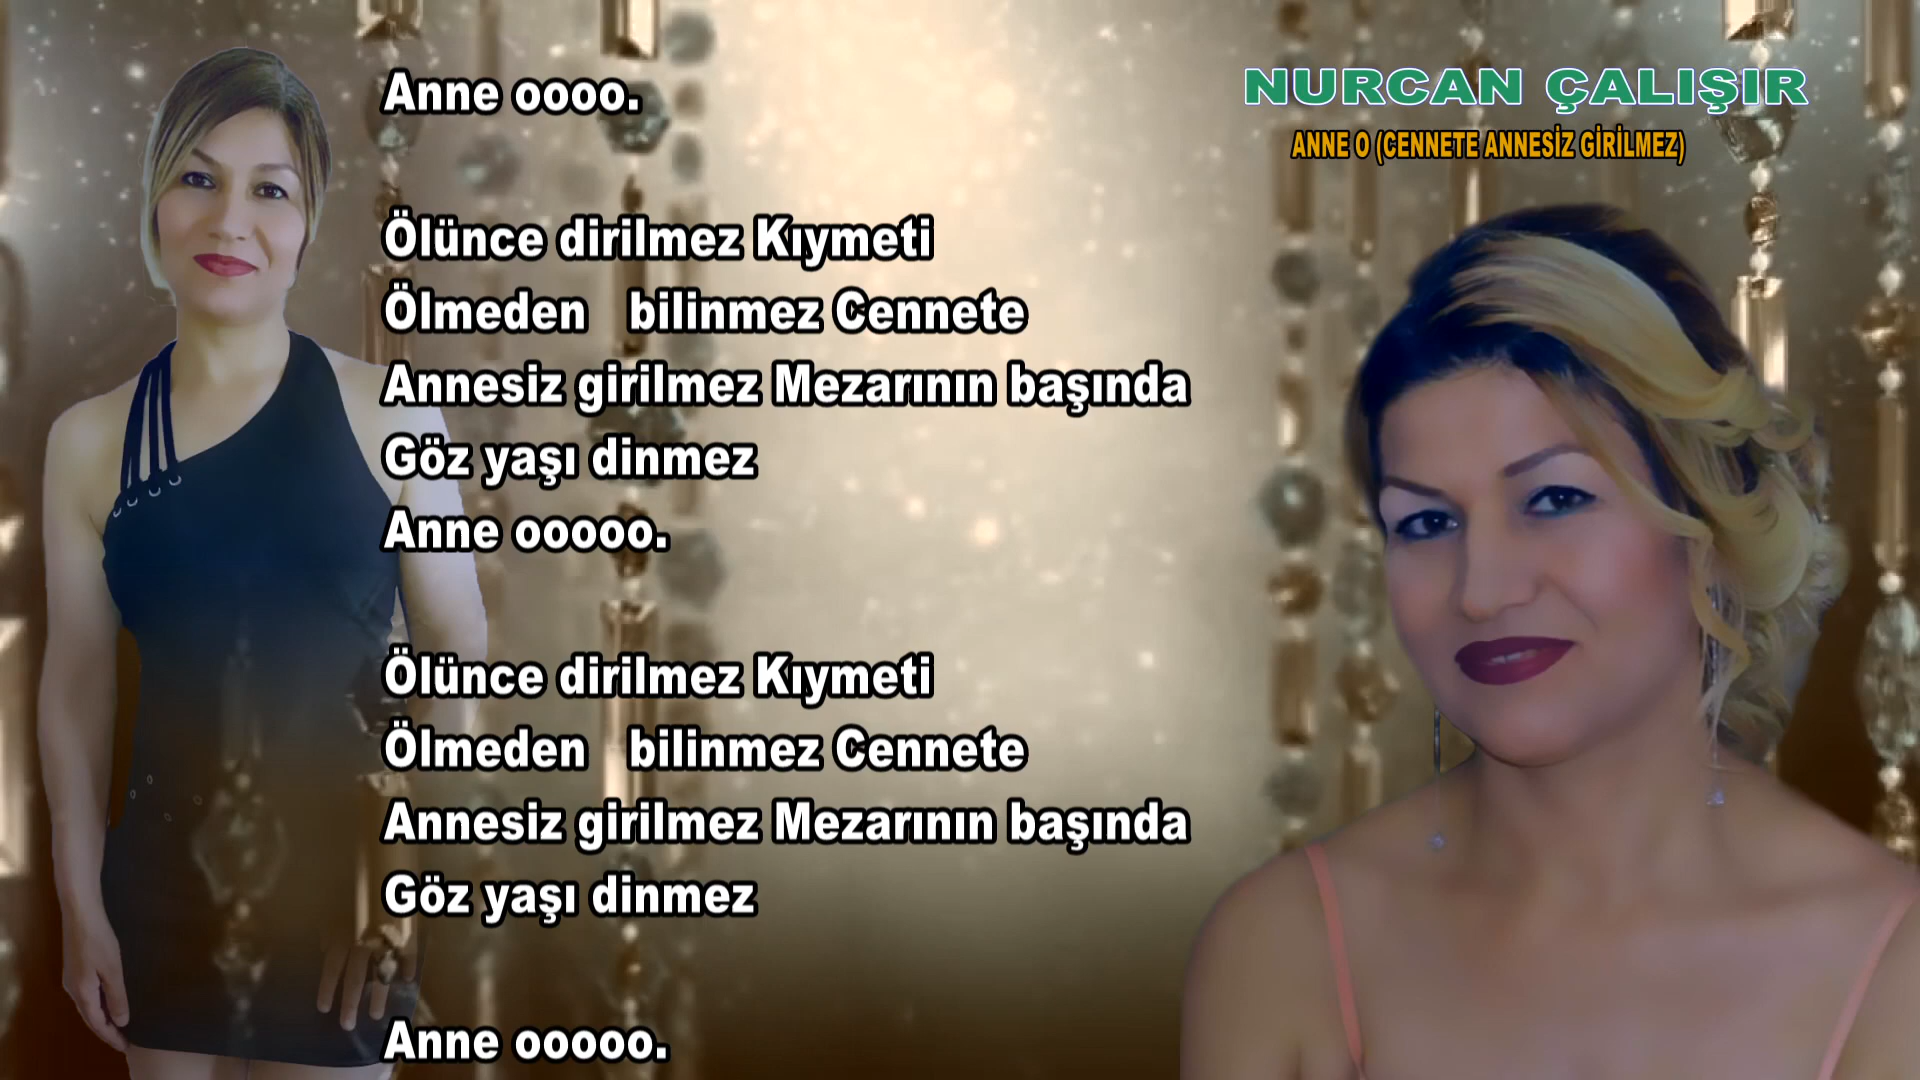 NURCAN ÇALIŞIR
ANNE O (CENNETE ANNESİZ GİRİLMEZ)
Anne oooo.
Ölünce dirilmez Kıymeti
Ölmeden bilinmez Cennete
Annesiz girilmez Mezarının başında
Göz yaşı dinmez
Anne ooooo.
Ölünce dirilmez Kıymeti
Ölmeden bilinmez Cennete
Annesiz girilmez Mezarının başında
Göz yaşı dinmez
Anne ooooo.